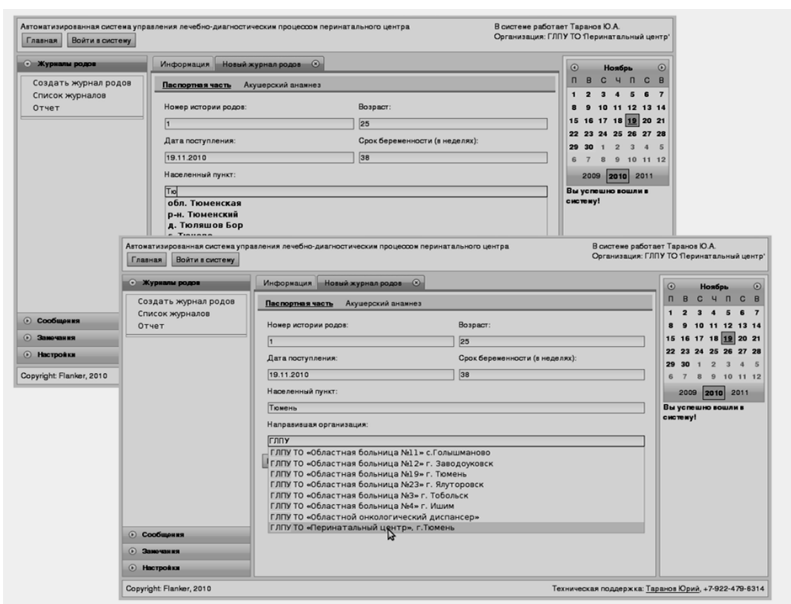 Автоматизированная система управления лечебно-диагностическим процессом перинатального центра
В системе работает Таранов Ю.А.
Организация: ГЛПУ ТО 'Перинатальный центр'
Главная Войти в систему
Журналы родов
Создать журнал родов
Список журналов
Отчет
Сообщения
Замечания
Настройки
Информация Новый журнал родов
Паспортная часть Акушерский анамнез
Номер истории родов: Возраст:
1 25
Дата поступления: Срок беременности (в неделях):
19.11.2010 38
Населенный пункт:
Тю
обл. Тюменская
р-н. Тюменский
д. Тюляшов Бор
Ноябрь
П В С Ч П С В
1 2 3 4 5 6 7
8 9 10 11 12 13 14
15 16 17 18 19 20 21
22 23 24 25 26 27 28
29 30 1 2 3 4 5
6 7 8 9 10 11 12
2009 2010 2011
Вы успешно вошли в
систему!
Copyright: Flanker, 2010
Автоматизированная система управления лечебно-диагностическим процессом перинатального центра
В системе работает Таранов Ю.А.
Организация: ГЛПУ ТО 'Перинатальный центр'
Главная Войти в систему
Журналы родов
Создать журнал родов
Список журналов
Отчет
Сообщения
Замечания
Настройки
Информация Новый журнал родов
Паспортная часть Акушерский анамнез
Номер истории родов: Возраст:
1 25
Дата поступления: Срок беременности (в неделях):
19.11.2010 38
Населенный пункт:
Тюмень
Направившая организация:
ГЛПУ
ГЛПУ ТО «Областная больница №11» с.Голышманово
ГЛПУ ТО «Областная больница №12» г. Заводоуковск
ГЛПУ ТО «Областная больница №19» г. Тюмень
ГЛПУ ТО «Областная больница №23» г. Ялуторовск
ГЛПУ ТО «Областная больница №3» г. Тобольск
ГЛПУ ТО «Областная больница №4» г. Ишим
ГЛПУ ТО «Областной онкологический диспансер»
ГЛПУ ТО «Перинатальный центр», г.Тюмень
Ноябрь
П В С Ч П С В
1 2 3 4 5 6 7
8 9 10 11 12 13 14
15 16 17 18 19 20 21
22 23 24 25 26 27 28
29 30 1 2 3 4 5
6 7 8 9 10 11 12
2009 2010 2011
Вы успешно вошли в
систему!
Copyright: Flanker, 2010
Техническая поддержка: Таранов Юрий, +7-922-479-8314